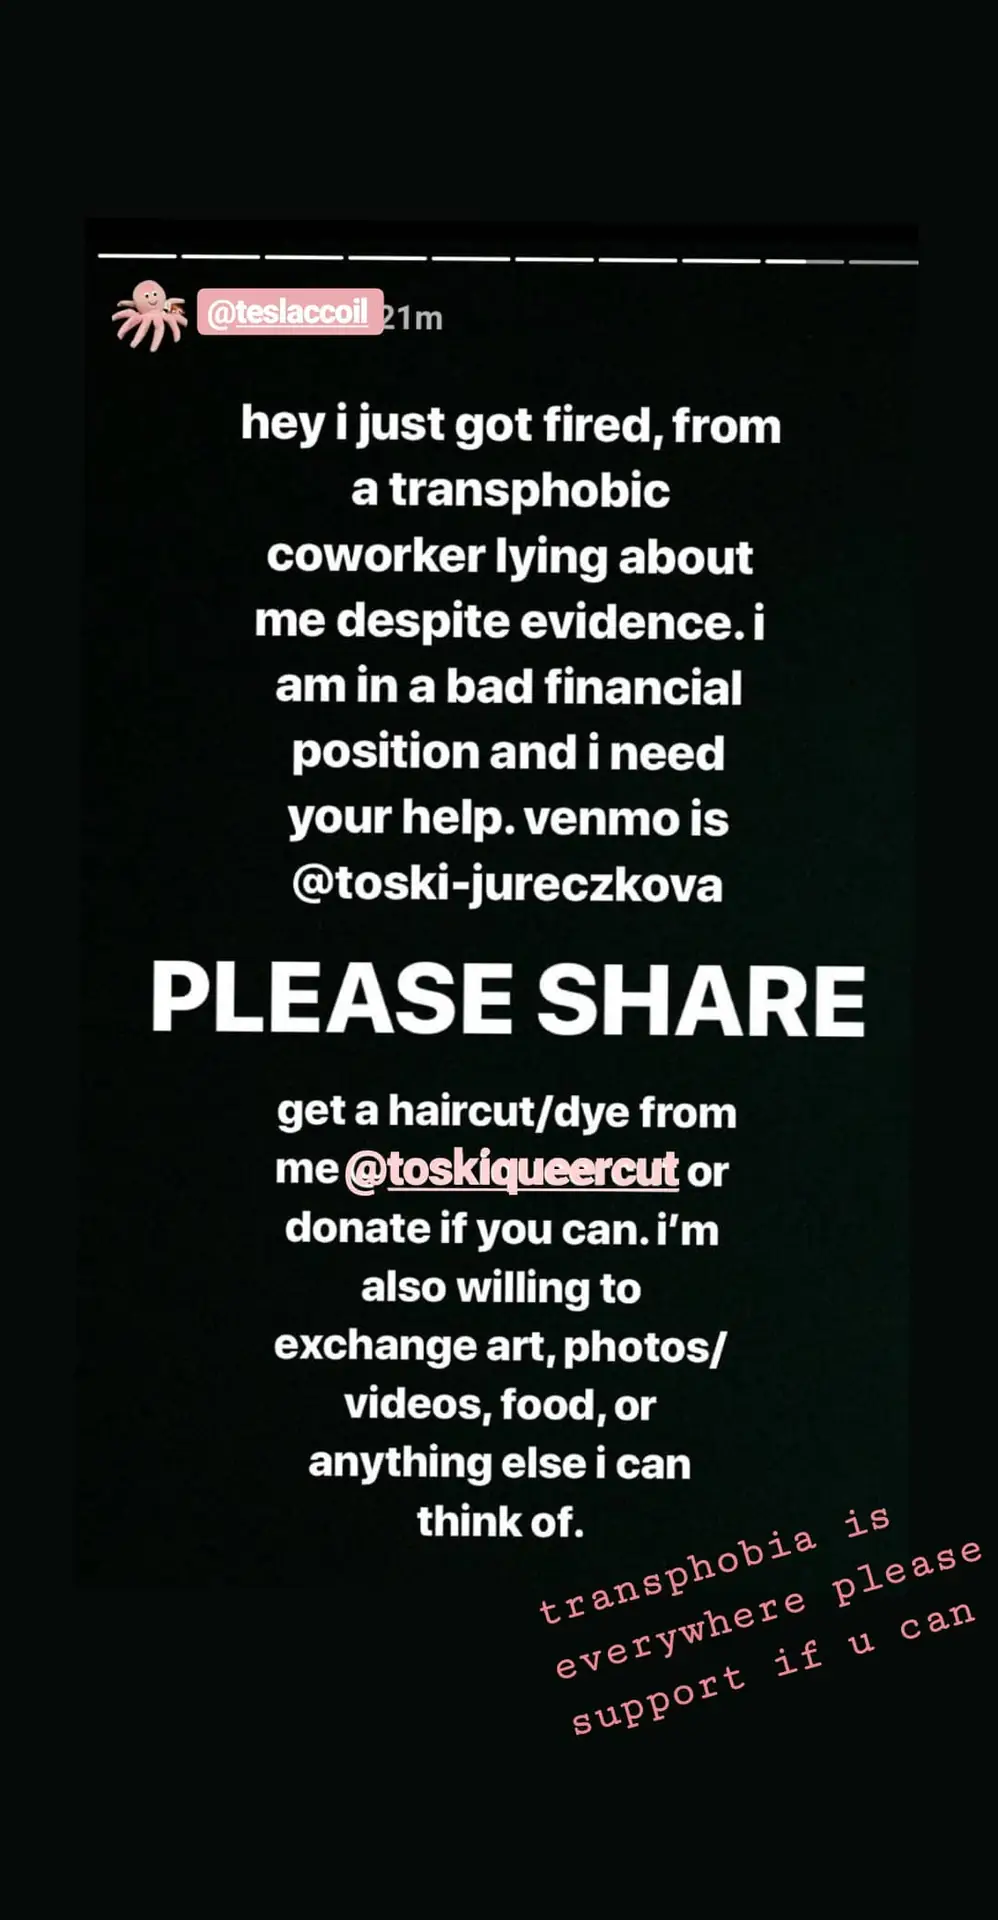 @teslaccoil 21m
hey i just got fired, from
a transphobic
coworker lying about
me despite evidence. i
am in a bad financial
position and i need
your help. venmo is
@toski-jureczkova
PLEASE SHARE
get a haircut/dye from
me @toskiqueercut or
donate if you can. i’m
also willing to
exchange art, photos/
videos, food, or
anything else i can
think of.
transphobia is
everywhere please
support if u can